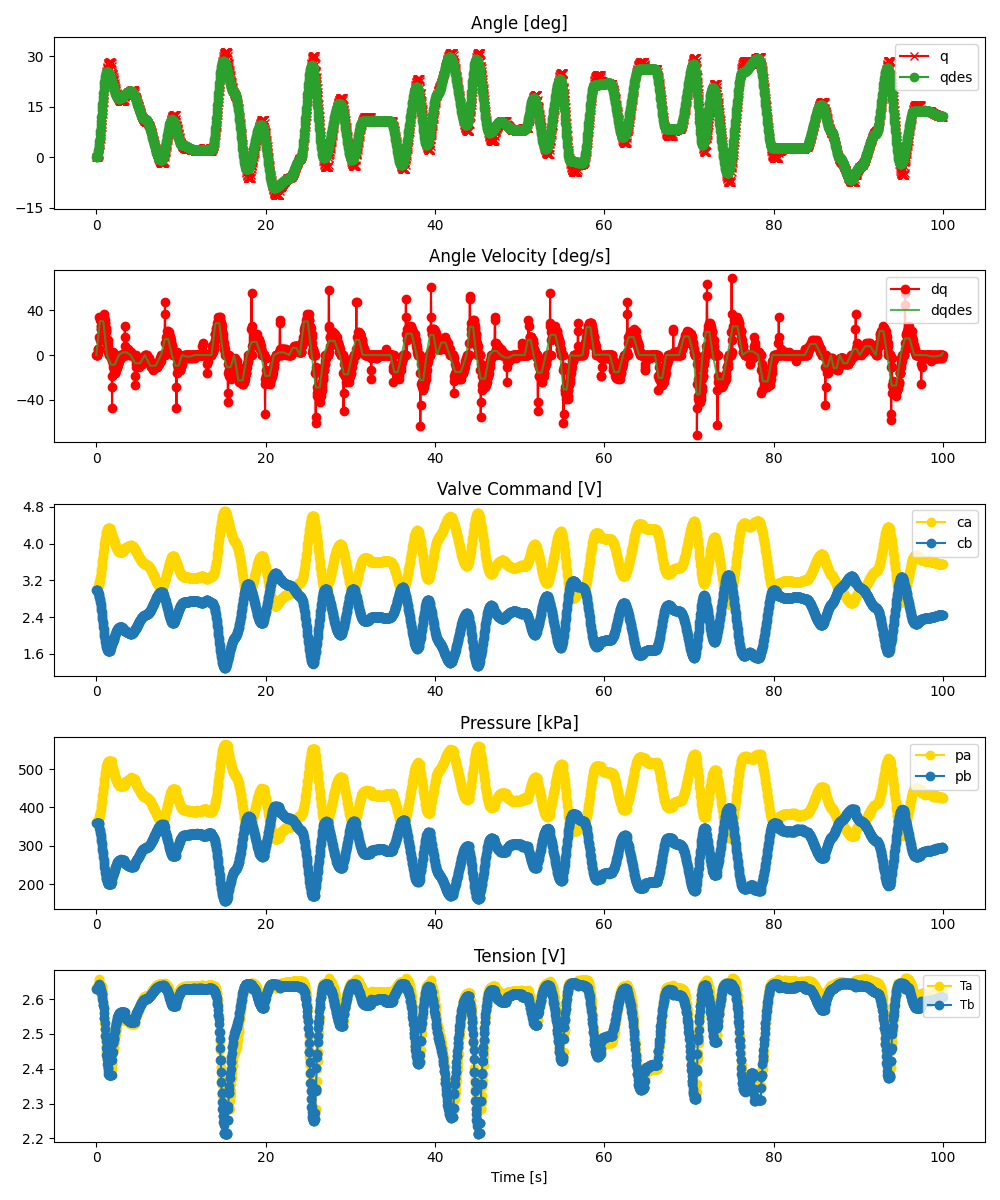 Angle [deg]
30
15
0
−15
q
qdes
0 20 40 60 80 100
Angle Velocity [deg/s]
40
0
−40
dq
dqdes
0 20 40 60 80 100
Valve Command [V]
4.8
4.0
3.2
2.4
1.6
ca
cb
0 20 40 60 80 100
Pressure [kPa]
500
400
300
200
pa
pb
0 20 40 60 80 100
Tension [V]
2.6
2.5
2.4
2.3
2.2
Ta
Tb
0 20 40 60 80 100
Time [s]